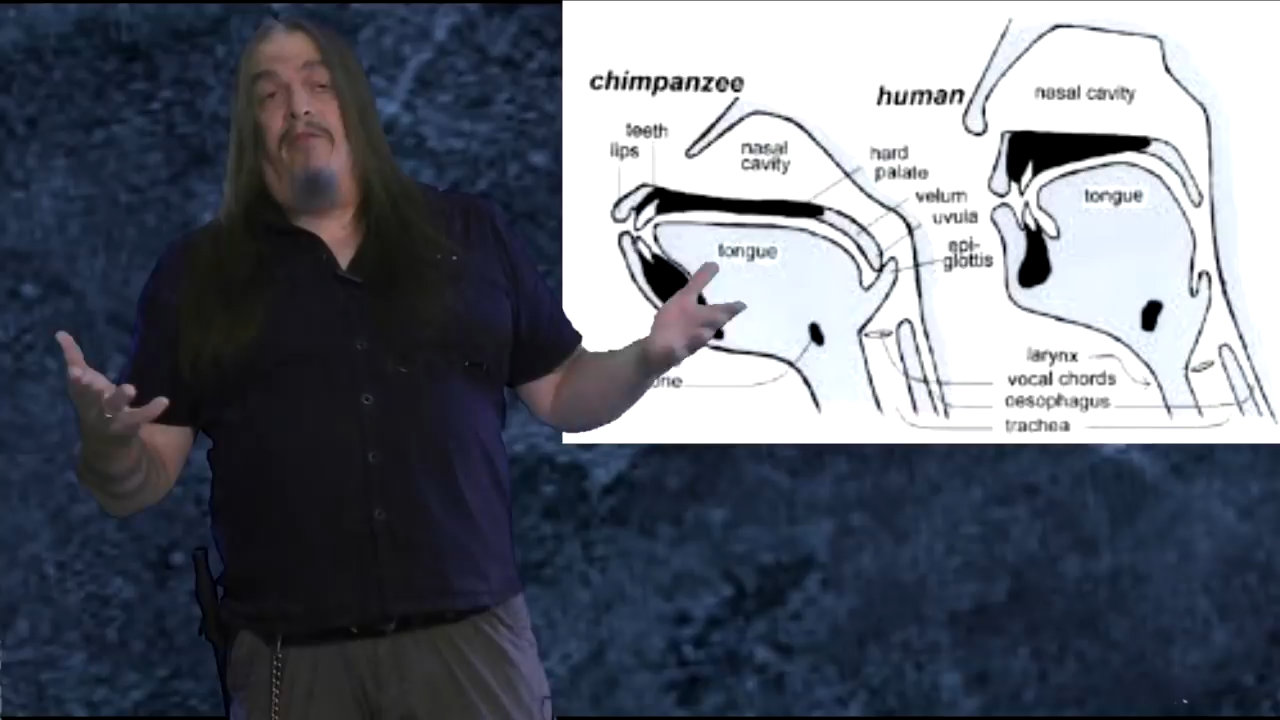 chimpanzee
human
nasal cavity
teeth
lips
nasal
cavity
hard
palate
velum
uvula
epi-
glottis
tongue
tongue
larynx
vocal chords
oesophagus
trachea